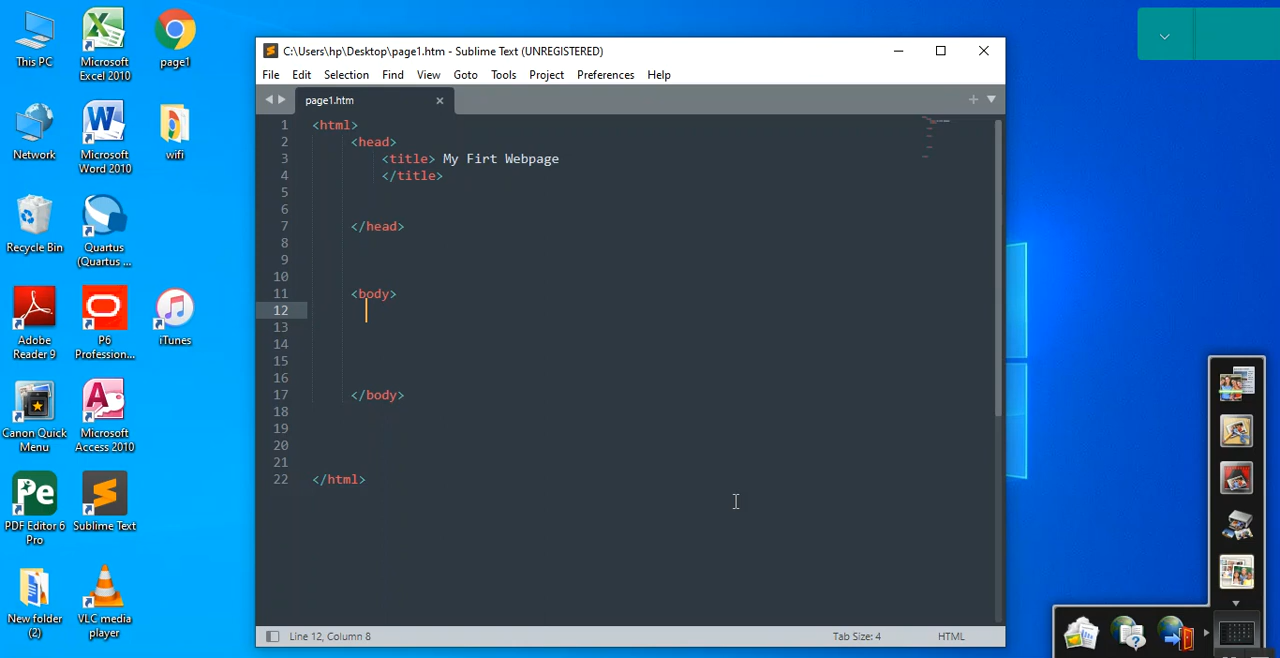 This PC
Microsoft
Excel 2010
page1
Network
Microsoft
Word 2010
wifi
Recycle Bin
Quartus
(Quartus ...
Adobe
Reader 9
P6
Profession...
iTunes
Canon Quick
Menu
Microsoft
Access 2010
Pe
PDF Editor 6
Pro
Sublime Text
New folder
(2)
VLC media
player
C:\Users\hp\Desktop\page1.htm - Sublime Text (UNREGISTERED)
File Edit Selection Find View Goto Tools Project Preferences Help
page1.htm
1 <html>
2 <head>
3 <title> My Firt Webpage
4 </title>
5
6
7 </head>
8
9
10
11 <body>
12
13
14
15
16
17 </body>
18
19
20
21
22 </html>
Line 12, Column 8 Tab Size: 4 HTML